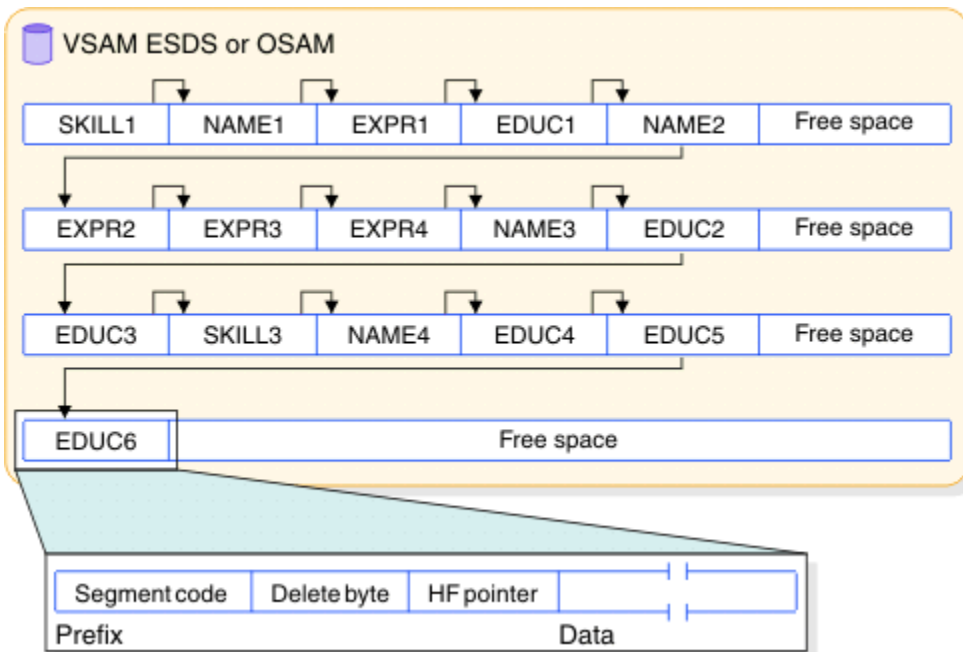 VSAM ESDS or OSAM
SKILL1 NAME1 EXPR1 EDUC1 NAME2 Free space
EXPR2 EXPR3 EXPR4 NAME3 EDUC2 Free space
EDUC3 SKILL3 NAME4 EDUC4 EDUC5 Free space
EDUC6 Free space
Segment code Delete byte HF pointer
Prefix Data